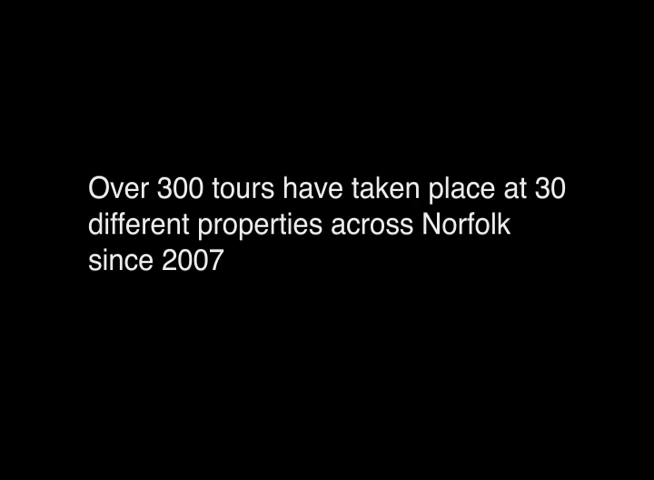 Over 300 tours have taken place at 30
different properties across Norfolk
since 2007